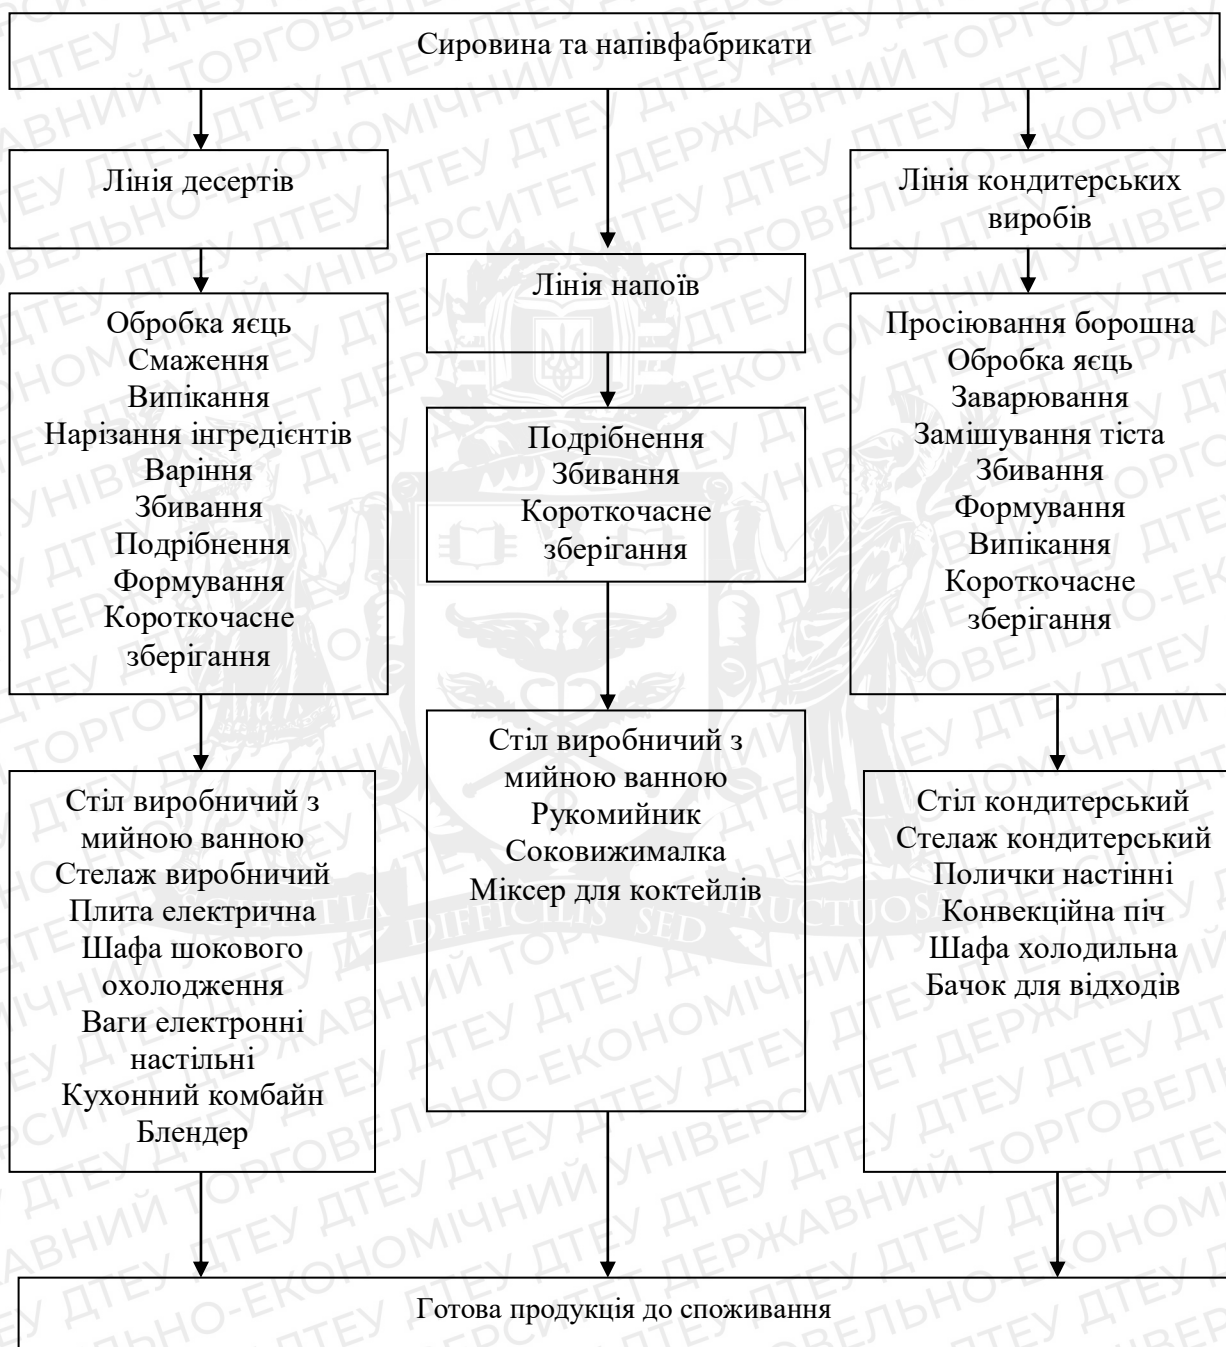 Сировина та напівфабрикати
Лінія десертів
Лінія кондитерських
виробів
Лінія напоїв
Обробка яєць
Смаження
Випікання
Нарізання інгредієнтів
Варіння
Збивання
Подрібнення
Формування
Короткочасне
зберігання
Подрібнення
Збивання
Короткочасне
зберігання
Просіювання борошна
Обробка яєць
Заварювання
Замішування тіста
Збивання
Формування
Випікання
Короткочасне
зберігання
Стіл виробничий з
мийною ванною
Стелаж виробничий
Плита електрична
Шафа шокового
охолодження
Ваги електронні
настільні
Кухонний комбайн
Блендер
Стіл виробничий з
мийною ванною
Рукомийник
Соковижималка
Міксер для коктейлів
Стіл кондитерський
Стелаж кондитерський
Полички настінні
Конвекційна піч
Шафа холодильна
Бачок для відходів
Готова продукція до споживання